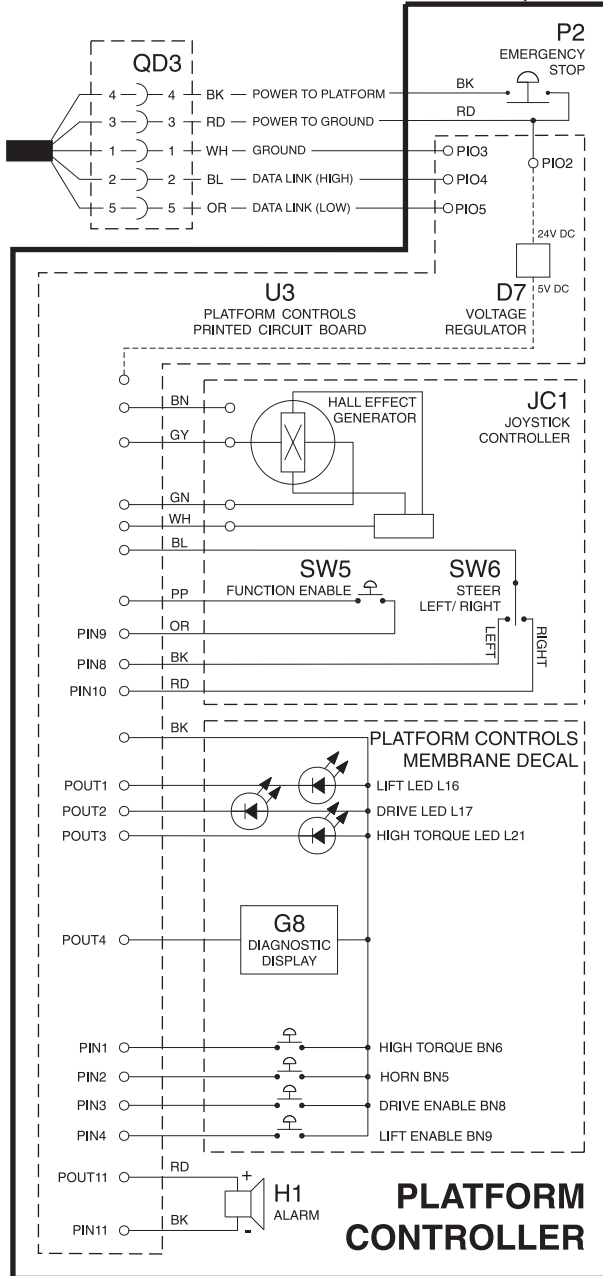 P2
EMERGENCY
STOP
QD3
4 4 BK POWER TO PLATFORM BK
3 3 RD POWER TO GROUND RD
1 1 WH GROUND PIO3
2 2 BL DATA LINK (HIGH) PIO4
5 5 OR DATA LINK (LOW) PIO5
PIO2
24V DC
5V DC
U3
PLATFORM CONTROLS
PRINTED CIRCUIT BOARD
D7
VOLTAGE
REGULATOR
JC1
JOYSTICK
CONTROLLER
HALL EFFECT
GENERATOR
BN
GY
GN
WH
BL
SW5
FUNCTION ENABLE
SW6
STEER
LEFT/ RIGHT
LEFT
RIGHT
PP
PIN9 OR
PIN8 BK
PIN10 RD
BK
PLATFORM CONTROLS
MEMBRANE DECAL
POUT1 LIFT LED L16
POUT2 DRIVE LED L17
POUT3 HIGH TORQUE LED L21
POUT4
G8
DIAGNOSTIC
DISPLAY
PIN1 HIGH TORQUE BN6
PIN2 HORN BN5
PIN3 DRIVE ENABLE BN8
PIN4 LIFT ENABLE BN9
POUT11 RD +
H1
ALARM
PIN11 BK -
PLATFORM
CONTROLLER